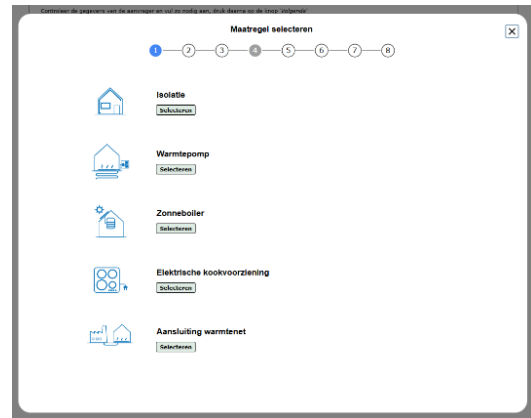 Controleer de gegevens van de aanvrager en vul zo nodig aan, druk daarna op de knop 'Volgende'
Maatregel selecteren
X
1 2 3 4 5 6 7 8
Isolatie
Selecteren
Warmtepomp
Selecteren
Zonneboiler
Selecteren
Elektrische kookvoorziening
Selecteren
Aansluiting warmtenet
Selecteren